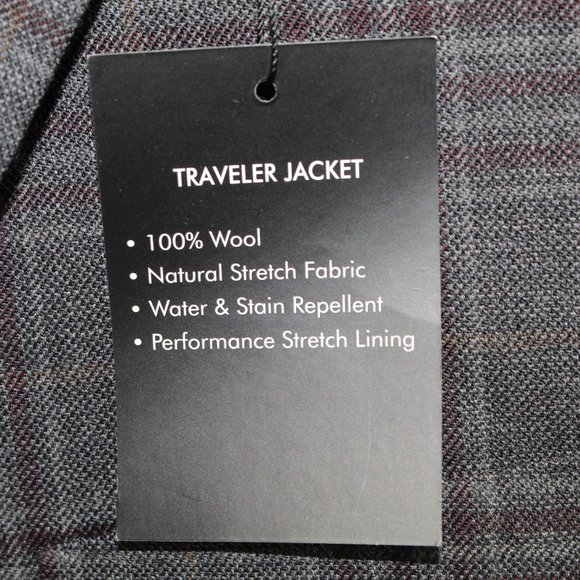 TRAVELER JACKET
• 100% Wool
• Natural Stretch Fabric
• Water & Stain Repellent
• Performance Stretch Lining